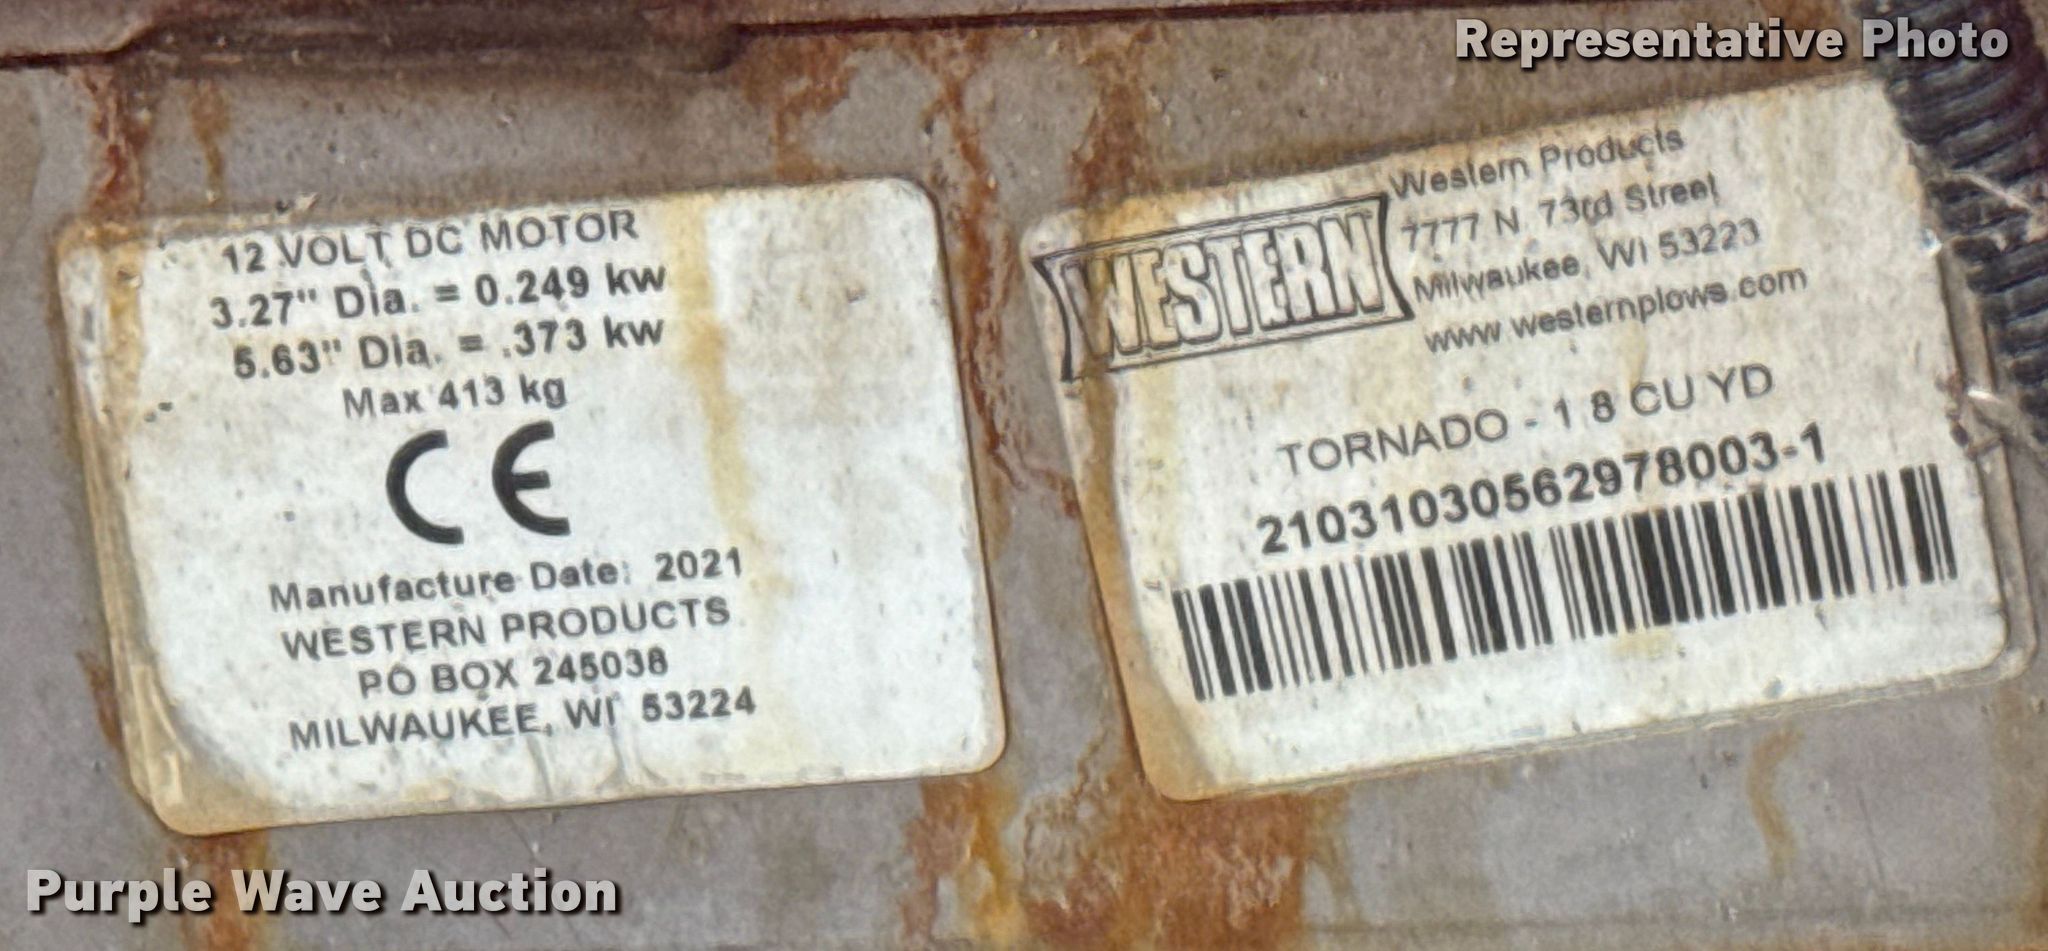 Representative Photo
12 VOLT DC MOTOR
3.27" Dia. = 0.249 kw
5.63" Dia. = .373 kw
Max 413 kg
CE
Manufacture Date: 2021
WESTERN PRODUCTS
PO BOX 245038
MILWAUKEE, WI 53224
WESTERN
Western Products
7777 N. 73rd Street
Milwaukee, WI 53223
www.westernplows.com
TORNADO - 1.8 CU YD
21031030562978003-1
Purple Wave Auction